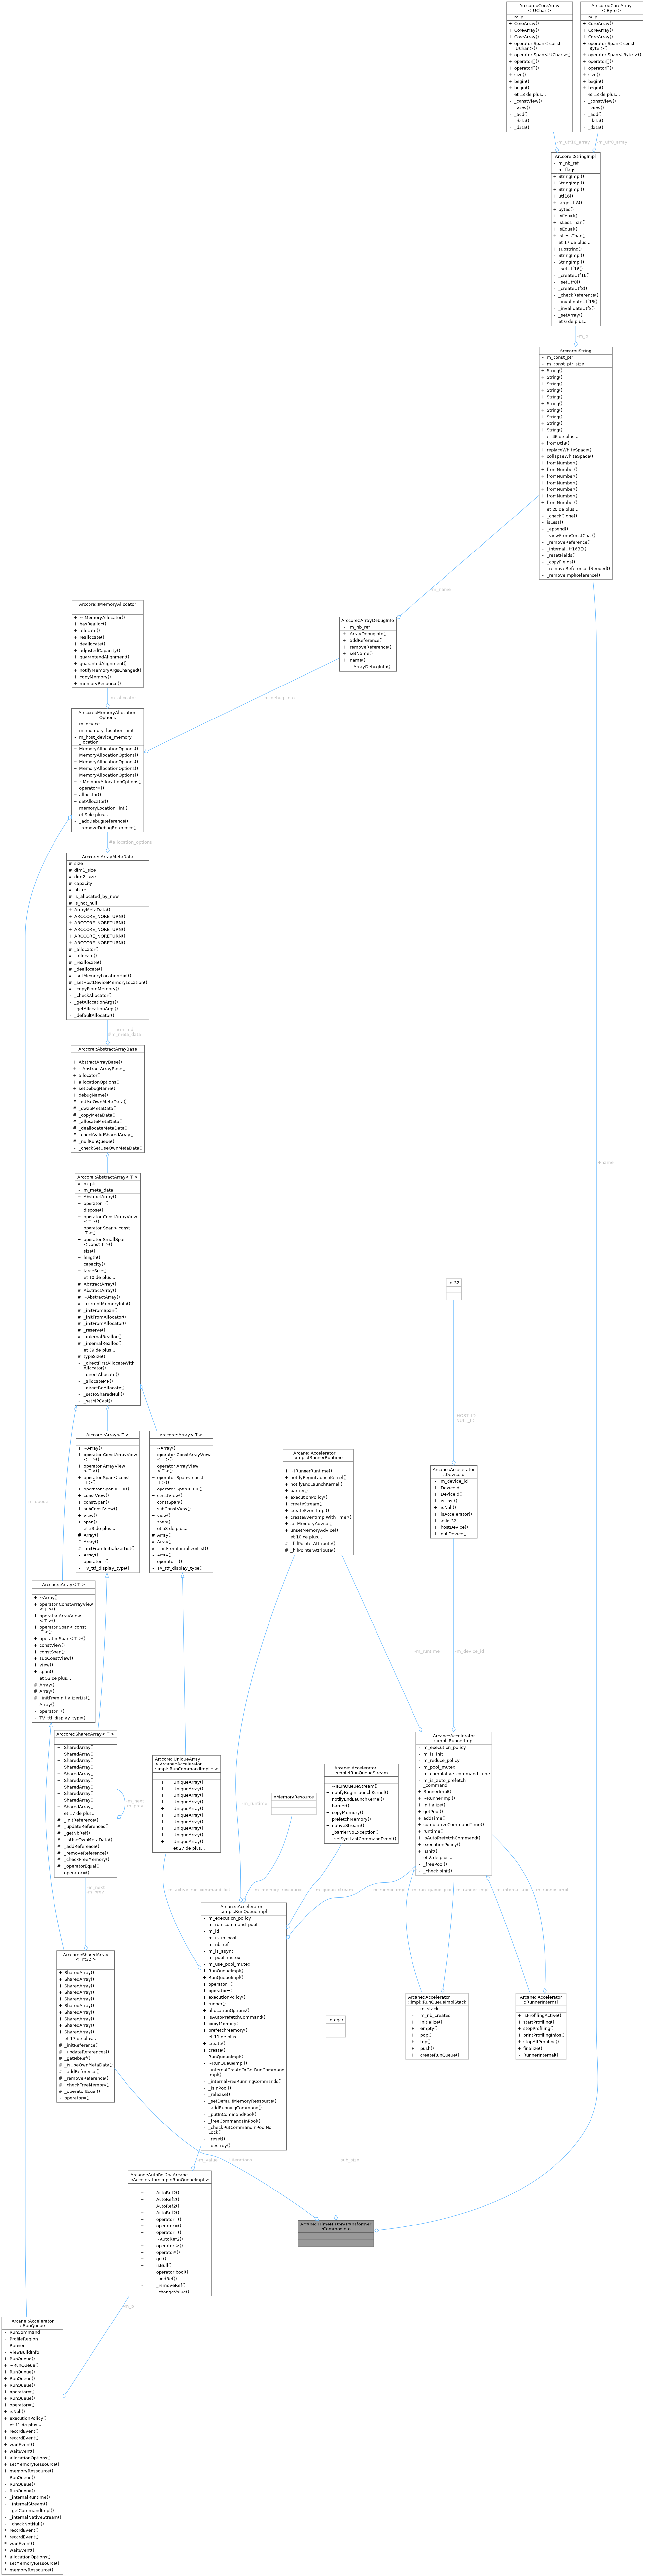 Arccore::CoreArray
< UChar >
- m_p
+ CoreArray()
+ CoreArray()
+ CoreArray()
+ operator Span< const
UChar >()
+ operator Span< UChar >()
+ operator[]()
+ operator[]()
+ size()
+ begin()
+ begin()
et 13 de plus...
- _constView()
- _view()
- _add()
- _data()
- _data()
Arccore::CoreArray
< Byte >
- m_p
+ CoreArray()
+ CoreArray()
+ CoreArray()
+ operator Span< const
Byte >()
+ operator Span< Byte >()
+ operator[]()
+ operator[]()
+ size()
+ begin()
+ begin()
et 13 de plus...
- _constView()
- _view()
- _add()
- _data()
- _data()
-m_utf16_array
-m_utf8_array
Arccore::StringImpl
- m_nb_ref
- m_flags
+ StringImpl()
+ StringImpl()
+ StringImpl()
+ utf16()
+ largeUtf8()
+ bytes()
+ isEqual()
+ isLessThan()
+ isEqual()
+ isLessThan()
et 17 de plus...
+ substring()
- StringImpl()
- StringImpl()
- _setUtf16()
- _createUtf16()
- _setUtf8()
- _createUtf8()
- _checkReference()
- _invalidateUtf16()
- _invalidateUtf8()
- _setArray()
et 6 de plus...
-m_p
Arccore::String
- m_const_ptr
- m_const_ptr_size
+ String()
+ String()
+ String()
+ String()
+ String()
+ String()
+ String()
+ String()
+ String()
+ String()
et 46 de plus...
+ fromUtf8()
+ replaceWhiteSpace()
+ collapseWhiteSpace()
+ fromNumber()
+ fromNumber()
+ fromNumber()
+ fromNumber()
+ fromNumber()
+ fromNumber()
+ fromNumber()
et 20 de plus...
- _checkClone()
- isLess()
- _append()
- _viewFromConstChar()
- _removeReference()
- _internalUtf16BE()
- _resetFields()
- _copyFields()
- _removeReferenceIfNeeded()
- _removeImplReference()
-m_name
Arccore::IMemoryAllocator
+ ~IMemoryAllocator()
+ hasRealloc()
+ allocate()
+ reallocate()
+ deallocate()
+ adjustedCapacity()
+ guaranteedAlignment()
+ guarantedAlignment()
+ notifyMemoryArgsChanged()
+ copyMemory()
+ memoryResource()
Arccore::ArrayDebugInfo
- m_nb_ref
+ ArrayDebugInfo()
+ addReference()
+ removeReference()
+ setName()
+ name()
- ~ArrayDebugInfo()
-m_allocator
-m_debug_info
Arccore::MemoryAllocation
Options
- m_device
- m_memory_location_hint
- m_host_device_memory
_location
+ MemoryAllocationOptions()
+ MemoryAllocationOptions()
+ MemoryAllocationOptions()
+ MemoryAllocationOptions()
+ MemoryAllocationOptions()
+ ~MemoryAllocationOptions()
+ operator=()
+ allocator()
+ setAllocator()
+ memoryLocationHint()
et 9 de plus...
- _addDebugReference()
- _removeDebugReference()
#allocation_options
Arccore::ArrayMetaData
# size
# dim1_size
# dim2_size
# capacity
# nb_ref
# is_allocated_by_new
# is_not_null
+ ArrayMetaData()
+ ARCCORE_NORETURN()
+ ARCCORE_NORETURN()
+ ARCCORE_NORETURN()
+ ARCCORE_NORETURN()
+ ARCCORE_NORETURN()
# _allocator()
# _allocate()
# _reallocate()
# _deallocate()
# _setMemoryLocationHint()
# _setHostDeviceMemoryLocation()
# _copyFromMemory()
- _checkAllocator()
- _getAllocationArgs()
- _getAllocationArgs()
- _defaultAllocator()
#m_md
#m_meta_data
Arccore::AbstractArrayBase
+ AbstractArrayBase()
+ ~AbstractArrayBase()
+ allocator()
+ allocationOptions()
+ setDebugName()
+ debugName()
# _isUseOwnMetaData()
# _swapMetaData()
# _copyMetaData()
# _allocateMetaData()
# _deallocateMetaData()
# _checkValidSharedArray()
# _nullRunQueue()
- _checkSetUseOwnMetaData()
+name
Arccore::AbstractArray< T >
# m_ptr
- m_meta_data
+ AbstractArray()
+ operator=()
+ dispose()
+ operator ConstArrayView
< T >()
+ operator Span< const
T >()
+ operator SmallSpan
< const T >()
+ size()
+ length()
+ capacity()
+ largeSize()
et 10 de plus...
# AbstractArray()
# AbstractArray()
# ~AbstractArray()
# _currentMemoryInfo()
# _initFromSpan()
# _initFromAllocator()
# _initFromAllocator()
# _reserve()
# _internalRealloc()
# _internalRealloc()
et 39 de plus...
# typeSize()
- _directFirstAllocateWith
Allocator()
- _directAllocate()
- _allocateMP()
- _directReAllocate()
- _setToSharedNull()
- _setMPCast()
Int32
+HOST_ID
-NULL_ID
Arccore::Array< T >
+ ~Array()
+ operator ConstArrayView
< T >()
+ operator ArrayView
< T >()
+ operator Span< const
T >()
+ operator Span< T >()
+ constView()
+ constSpan()
+ subConstView()
+ view()
+ span()
et 53 de plus...
# Array()
# Array()
# _initFromInitializerList()
- Array()
- operator=()
- TV_ttf_display_type()
Arccore::Array< T >
+ ~Array()
+ operator ConstArrayView
< T >()
+ operator ArrayView
< T >()
+ operator Span< const
T >()
+ operator Span< T >()
+ constView()
+ constSpan()
+ subConstView()
+ view()
+ span()
et 53 de plus...
# Array()
# Array()
# _initFromInitializerList()
- Array()
- operator=()
- TV_ttf_display_type()
Arcane::Accelerator
::impl::IRunnerRuntime
+ ~IRunnerRuntime()
+ notifyBeginLaunchKernel()
+ notifyEndLaunchKernel()
+ barrier()
+ executionPolicy()
+ createStream()
+ createEventImpl()
+ createEventImplWithTimer()
+ setMemoryAdvice()
+ unsetMemoryAdvice()
et 10 de plus...
# _fillPointerAttribute()
# _fillPointerAttribute()
Arcane::Accelerator
::DeviceId
- m_device_id
+ DeviceId()
+ DeviceId()
+ isHost()
+ isNull()
+ isAccelerator()
+ asInt32()
+ hostDevice()
+ nullDevice()
-m_queue
Arccore::Array< T >
+ ~Array()
+ operator ConstArrayView
< T >()
+ operator ArrayView
< T >()
+ operator Span< const
T >()
+ operator Span< T >()
+ constView()
+ constSpan()
+ subConstView()
+ view()
+ span()
et 53 de plus...
# Array()
# Array()
# _initFromInitializerList()
- Array()
- operator=()
- TV_ttf_display_type()
-m_runtime
-m_device_id
Arccore::SharedArray< T >
+ SharedArray()
+ SharedArray()
+ SharedArray()
+ SharedArray()
+ SharedArray()
+ SharedArray()
+ SharedArray()
+ SharedArray()
+ SharedArray()
+ SharedArray()
et 17 de plus...
# _initReference()
# _updateReferences()
# _getNbRef()
# _isUseOwnMetaData()
# _addReference()
# _removeReference()
# _checkFreeMemory()
# _operatorEqual()
- operator=()
-m_next
-m_prev
Arccore::UniqueArray
< Arcane::Accelerator
::impl::RunCommandImpl * >
+ UniqueArray()
+ UniqueArray()
+ UniqueArray()
+ UniqueArray()
+ UniqueArray()
+ UniqueArray()
+ UniqueArray()
+ UniqueArray()
+ UniqueArray()
+ UniqueArray()
et 27 de plus...
eMemoryRessource
Arcane::Accelerator
::impl::IRunQueueStream
+ ~IRunQueueStream()
+ notifyBeginLaunchKernel()
+ notifyEndLaunchKernel()
+ barrier()
+ copyMemory()
+ prefetchMemory()
+ nativeStream()
+ _barrierNoException()
+ _setSyclLastCommandEvent()
Arcane::Accelerator
::impl::RunnerImpl
- m_execution_policy
- m_is_init
- m_reduce_policy
- m_pool_mutex
- m_cumulative_command_time
- m_is_auto_prefetch
_command
+ RunnerImpl()
+ ~RunnerImpl()
+ initialize()
+ getPool()
+ addTime()
+ cumulativeCommandTime()
+ runtime()
+ isAutoPrefetchCommand()
+ executionPolicy()
+ isInit()
et 8 de plus...
- _freePool()
- _checkIsInit()
-m_next
-m_prev
-m_active_run_command_list
-m_runtime
-m_memory_ressource
-m_queue_stream
-m_runner_impl
-m_run_queue_pool
-m_runner_impl
-m_internal_api
-m_runner_impl
Arccore::SharedArray
< Int32 >
+ SharedArray()
+ SharedArray()
+ SharedArray()
+ SharedArray()
+ SharedArray()
+ SharedArray()
+ SharedArray()
+ SharedArray()
+ SharedArray()
+ SharedArray()
et 17 de plus...
# _initReference()
# _updateReferences()
# _getNbRef()
# _isUseOwnMetaData()
# _addReference()
# _removeReference()
# _checkFreeMemory()
# _operatorEqual()
- operator=()
Arcane::Accelerator
::impl::RunQueueImpl
- m_execution_policy
- m_run_command_pool
- m_id
- m_is_in_pool
- m_nb_ref
- m_is_async
- m_pool_mutex
- m_use_pool_mutex
+ RunQueueImpl()
+ RunQueueImpl()
+ operator=()
+ operator=()
+ executionPolicy()
+ runner()
+ allocationOptions()
+ isAutoPrefetchCommand()
+ copyMemory()
+ prefetchMemory()
et 11 de plus...
+ create()
+ create()
- RunQueueImpl()
- ~RunQueueImpl()
- _internalCreateOrGetRunCommand
Impl()
- _internalFreeRunningCommands()
- _isInPool()
- _release()
- _setDefaultMemoryRessource()
- _addRunningCommand()
- _putInCommandPool()
- _freeCommandsInPool()
- _checkPutCommandInPoolNo
Lock()
- _reset()
- _destroy()
Arcane::Accelerator
::impl::RunQueueImplStack
- m_stack
- m_nb_created
+ initialize()
+ empty()
+ pop()
+ top()
+ push()
+ createRunQueue()
Arcane::Accelerator
::RunnerInternal
+ isProfilingActive()
+ startProfiling()
+ stopProfiling()
+ printProfilingInfos()
+ stopAllProfiling()
+ finalize()
- RunnerInternal()
Integer
-m_value
+iterations
+sub_size
Arcane::AutoRef2< Arcane
::Accelerator::impl::RunQueueImpl >
+ AutoRef2()
+ AutoRef2()
+ AutoRef2()
+ AutoRef2()
+ operator=()
+ operator=()
+ operator=()
+ ~AutoRef2()
+ operator->()
+ operator*()
+ get()
+ isNull()
+ operator bool()
- _addRef()
- _removeRef()
- _changeValue()
Arcane::ITimeHistoryTransformer
::CommonInfo
-m_p
Arcane::Accelerator
::RunQueue
- RunCommand
- ProfileRegion
- Runner
- ViewBuildInfo
+ RunQueue()
+ ~RunQueue()
+ RunQueue()
+ RunQueue()
+ RunQueue()
+ operator=()
+ RunQueue()
+ operator=()
+ isNull()
+ executionPolicy()
et 11 de plus...
+ recordEvent()
+ recordEvent()
+ waitEvent()
+ waitEvent()
+ allocationOptions()
+ setMemoryRessource()
+ memoryRessource()
- RunQueue()
- RunQueue()
- RunQueue()
- _internalRuntime()
- _internalStream()
- _getCommandImpl()
- _internalNativeStream()
- _checkNotNull()
* recordEvent()
* recordEvent()
* waitEvent()
* waitEvent()
* allocationOptions()
* setMemoryRessource()
* memoryRessource()